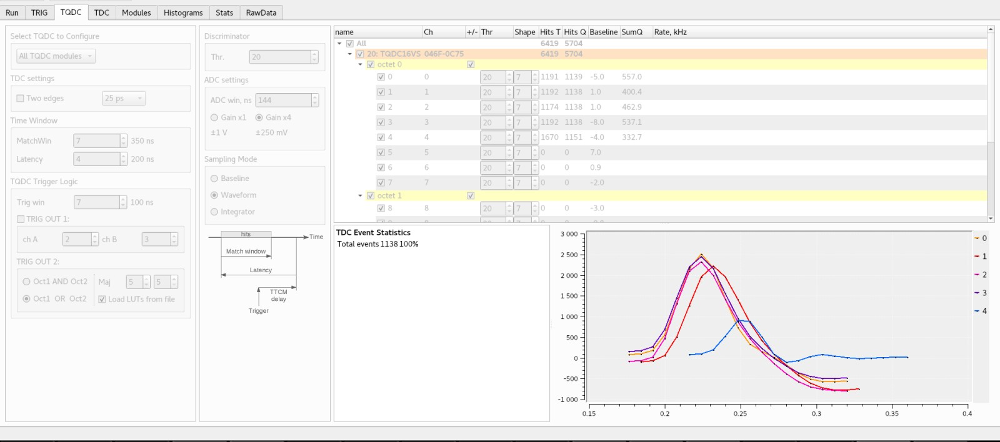 Run TRIG TQDC TDC Modules Histograms Stats RawData
Select TQDC to Configure
All TQDC modules
TDC settings
Two edges 25 ps
Time Window
MatchWin 7 350 ns
Latency 4 200 ns
TQDC Trigger Logic
Trig win 7 100 ns
TRIG OUT 1:
ch A 2 ch B 3
TRIG OUT 2:
Oct1 AND Oct2 Maj 5 5
Oct1 OR Oct2 Load LUTs from file
Discriminator
Thr. 20
ADC settings
ADC win, ns 144
Gain x1 Gain x4
±1 V ±250 mV
Sampling Mode
Baseline
Waveform
Integrator
hits
Time
Match window
Latency
TTCM
delay
Trigger
name Ch +/- Thr Shape Hits T Hits Q Baseline SumQ Rate, kHz
All 6419 5704
20: TQDC16VS 046F-0C75 6419 5704
octet 0
0 0 20 7 1191 1139 -5.0 557.0
1 1 20 7 1192 1138 1.0 400.4
2 2 20 7 1174 1138 1.0 462.9
3 3 20 7 1192 1138 -8.0 537.1
4 4 20 7 1670 1151 -4.0 332.7
5 5 20 7 0 0 7.0
6 6 20 7 0 0 0.9
7 7 20 7 0 0 -2.0
octet 1
8 8 20 7 0 0 -3.0
TDC Event Statistics
Total events 1138 100%
3 000
2 500
2 000
1 500
1 000
500
0
-500
-1 000
0.15 0.2 0.25 0.3 0.35 0.4
0
1
2
3
4